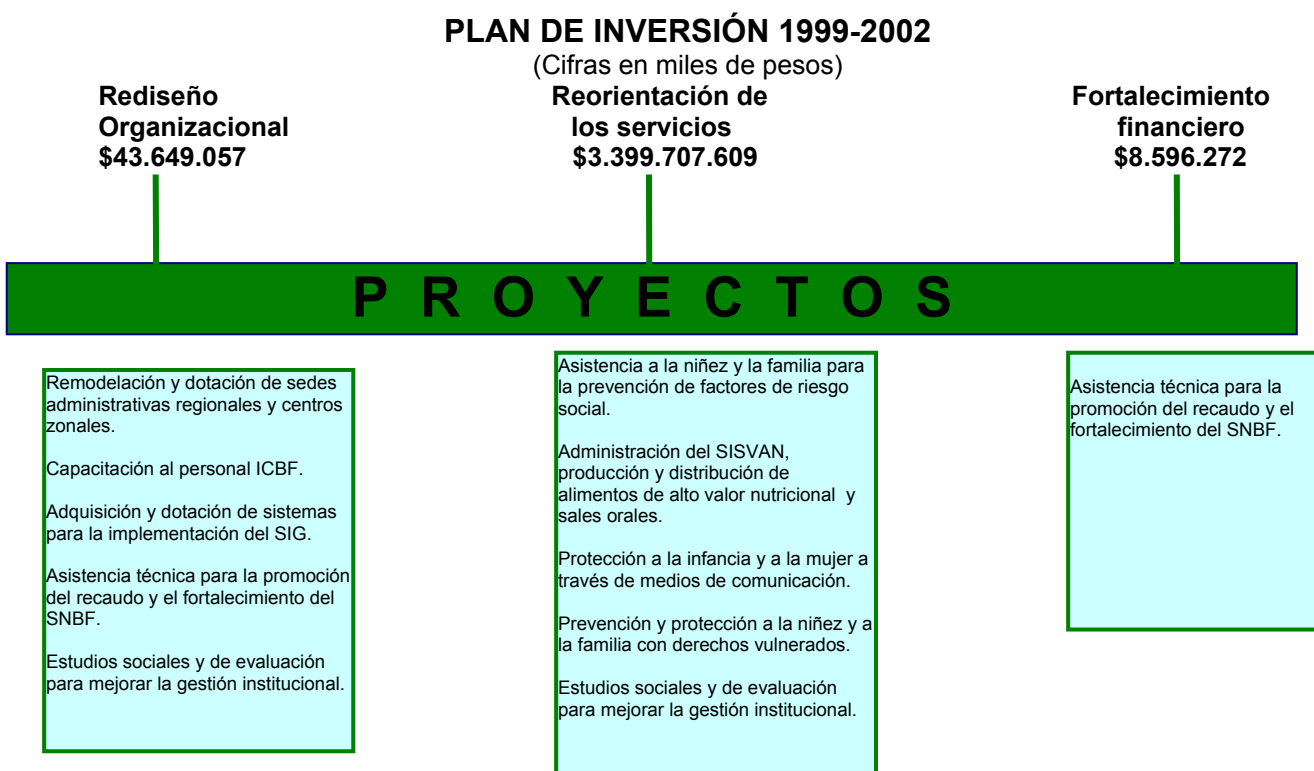 PLAN DE INVERSIÓN 1999-2002
(Cifras en miles de pesos)
Rediseño
Organizacional
$43.649.057
Reorientación de
los servicios
$3.399.707.609
Fortalecimiento
financiero
$8.596.272
P R O Y E C T O S
Remodelación y dotación de sedes
administrativas regionales y centros
zonales.
Capacitación al personal ICBF.
Adquisición y dotación de sistemas
para la implementación del SIG.
Asistencia técnica para la promoción
del recaudo y el fortalecimiento del
SNBF.
Estudios sociales y de evaluación
para mejorar la gestión institucional.
Asistencia a la niñez y la familia para
la prevención de factores de riesgo
social.
Administración del SISVAN,
producción y distribución de
alimentos de alto valor nutricional y
sales orales.
Protección a la infancia y a la mujer a
través de medios de comunicación.
Prevención y protección a la niñez y a
la familia con derechos vulnerados.
Estudios sociales y de evaluación
para mejorar la gestión institucional.
Asistencia técnica para la
promoción del recaudo y el
fortalecimiento del SNBF.